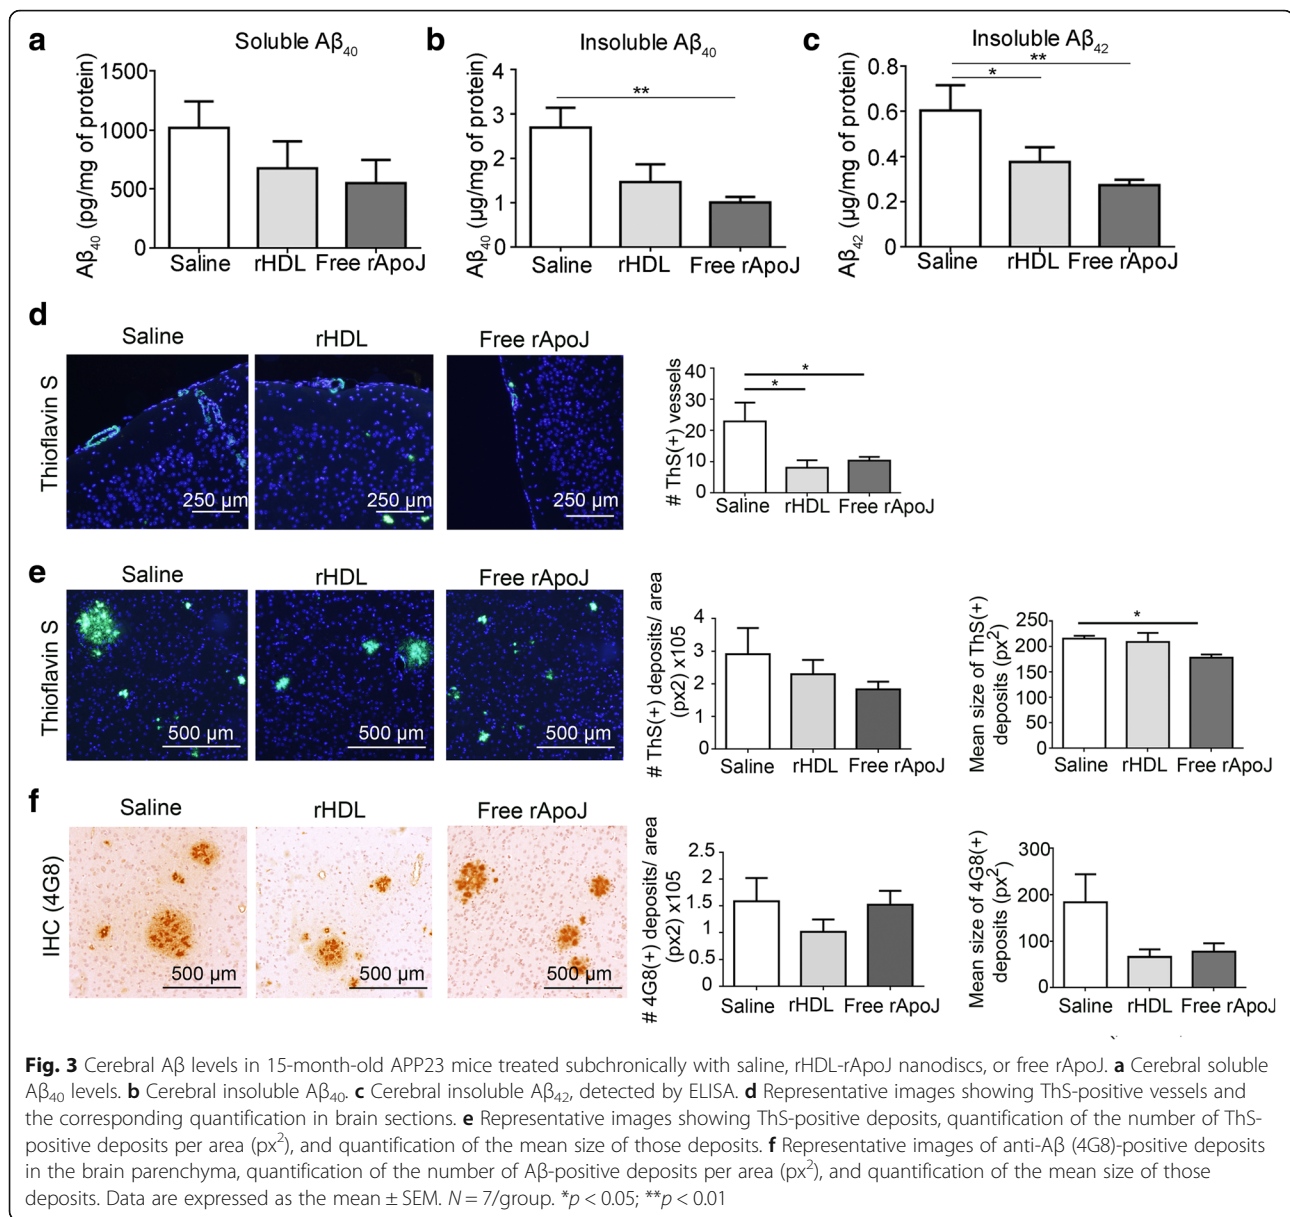 a
Soluble Aβ40
Aβ40 (pg/mg of protein)
1500
1000
500
0
Saline rHDL Free rApoJ
b
Insoluble Aβ40
Aβ40 (µg/mg of protein)
4
3
2
1
0
**
Saline rHDL Free rApoJ
c
Insoluble Aβ42
Aβ42 (µg/mg of protein)
0.8
0.6
0.4
0.2
0
**
*
Saline rHDL Free rApoJ
d
Saline rHDL Free rApoJ
Thioflavin S
250 µm 250 µm 250 µm
# ThS(+) vessels
40
30
20
10
0
*
*
Saline rHDL Free rApoJ
e
Saline rHDL Free rApoJ
Thioflavin S
500 µm 500 µm 500 µm
# ThS(+) deposits/ area
(px2) x105
4
3
2
1
0
Saline rHDL Free rApoJ
Mean size of ThS(+)
deposits (px²)
250
200
150
100
50
0
*
Saline rHDL Free rApoJ
f
Saline rHDL Free rApoJ
IHC (4G8)
500 µm 500 µm 500 µm
# 4G8(+) deposits/ area
(px2) x105
2.5
2
1.5
1
0.5
0
Saline rHDL Free rApoJ
Mean size of 4G8(+)
deposits (px²)
300
200
100
0
Saline rHDL Free rApoJ
Fig. 3 Cerebral Aβ levels in 15-month-old APP23 mice treated subchronically with saline, rHDL-rApoJ nanodiscs, or free rApoJ. a Cerebral soluble
Aβ40 levels. b Cerebral insoluble Aβ40. c Cerebral insoluble Aβ42, detected by ELISA. d Representative images showing ThS-positive vessels and
the corresponding quantification in brain sections. e Representative images showing ThS-positive deposits, quantification of the number of ThS-
positive deposits per area (px²), and quantification of the mean size of those deposits. f Representative images of anti-Aβ (4G8)-positive deposits
in the brain parenchyma, quantification of the number of Aβ-positive deposits per area (px²), and quantification of the mean size of those
deposits. Data are expressed as the mean ± SEM. N = 7/group. *p < 0.05; **p < 0.01